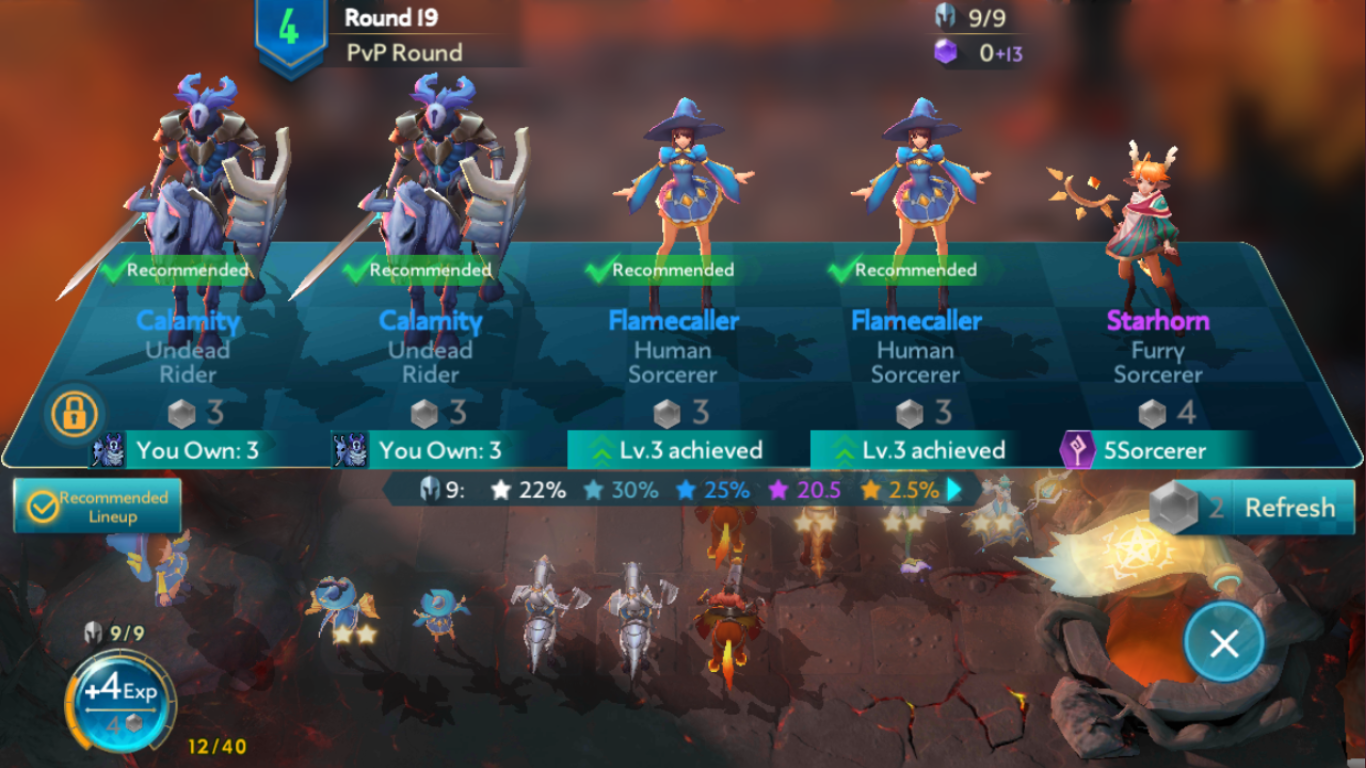 4
Round 19
PvP Round
9/9
0+13
Recommended
Recommended
Recommended
Recommended
Calamity
Undead
Rider
3
You Own: 3
Calamity
Undead
Rider
3
You Own: 3
Flamecaller
Human
Sorcerer
3
Lv.3 achieved
Flamecaller
Human
Sorcerer
3
Lv.3 achieved
Starhorn
Furry
Sorcerer
4
5Sorcerer
Recommended
Lineup
9: 22% 30% 25% 20.5 2.5%
2 Refresh
9/9
+4Exp
4
12/40